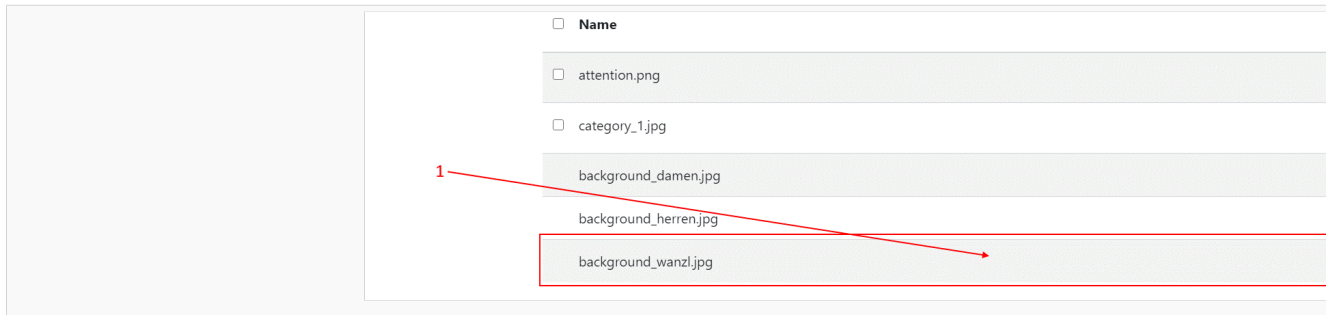 Name
attention.png
category_1.jpg
1
background_damen.jpg
background_herren.jpg
background_wanzl.jpg